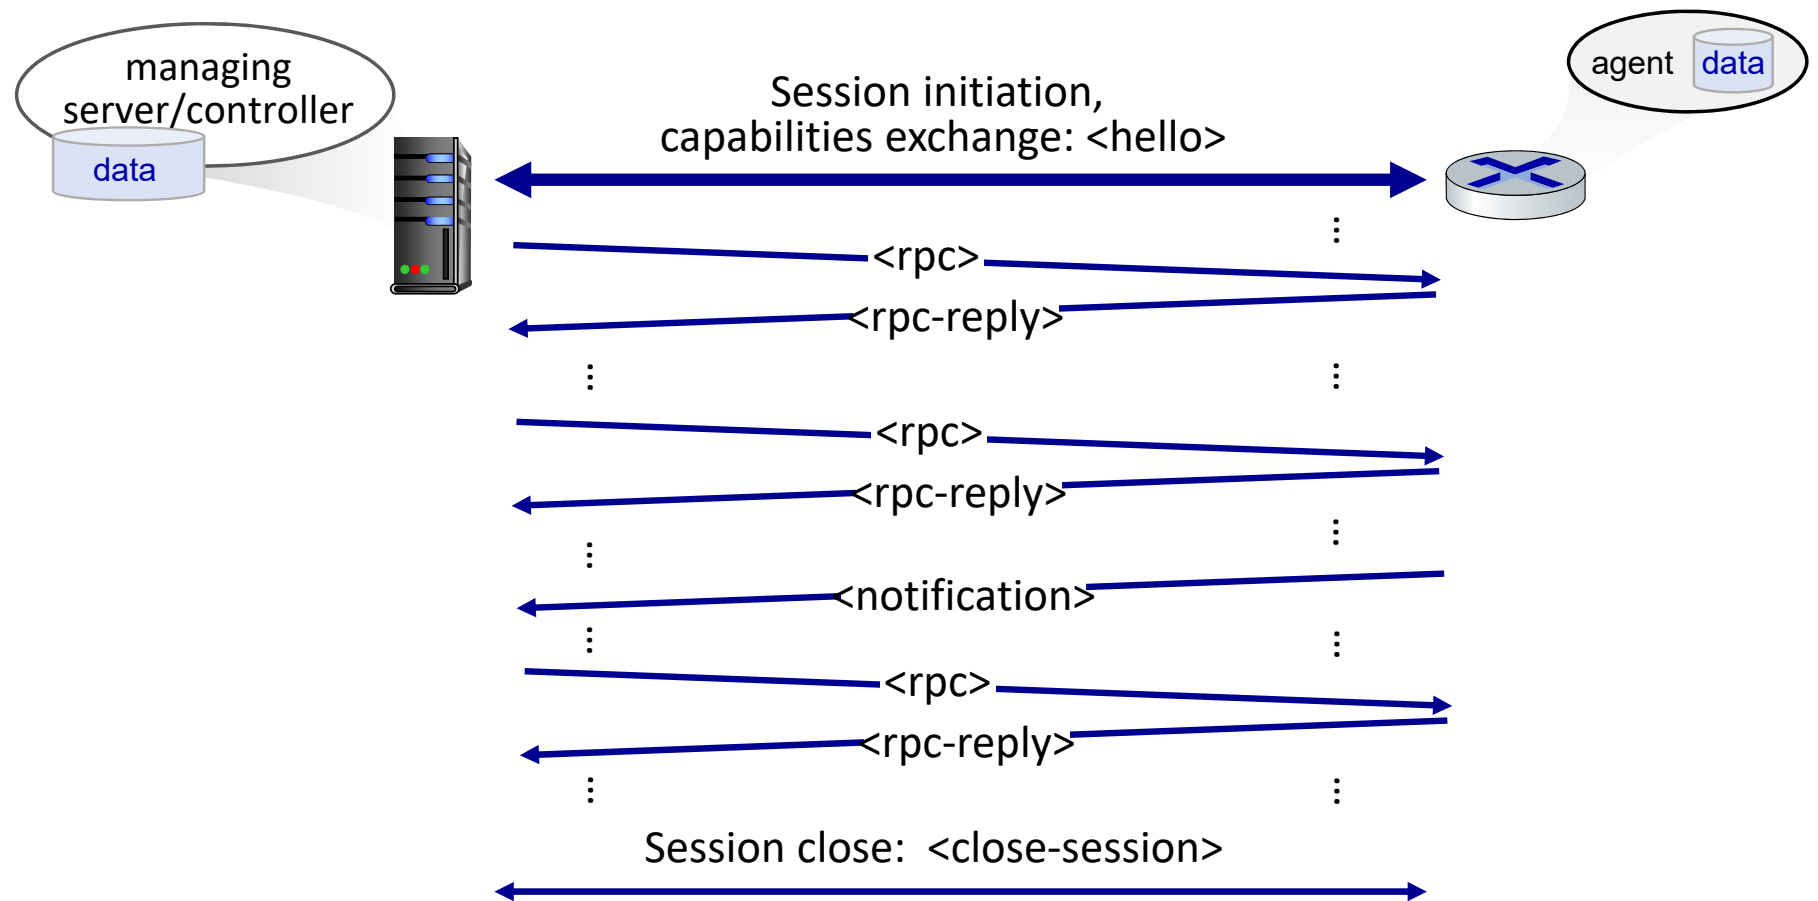 managing
server/controller
data
agent
data
Session initiation,
capabilities exchange: <hello>
<rpc>
<rpc-reply>
<rpc>
<rpc-reply>
<notification>
<rpc>
<rpc-reply>
Session close: <close-session>